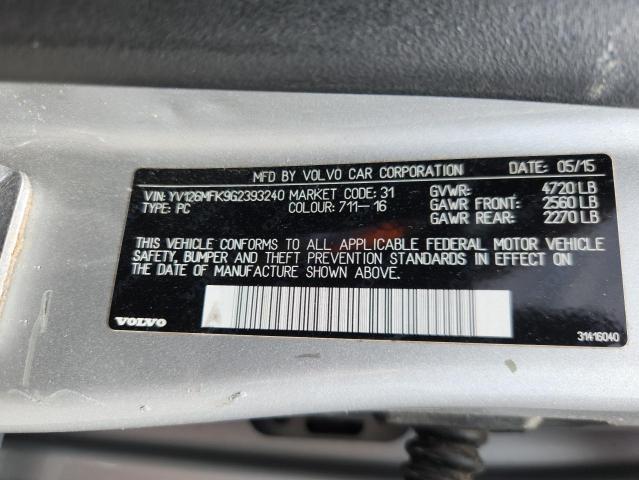 MFD BY VOLVO CAR CORPORATION DATE: 05/15
VIN: YV126MFK9G2393240 MARKET CODE: 31 GVWR: 4720 LB
TYPE: PC COLOUR: 711-16 GAWR FRONT: 2560 LB
GAWR REAR: 2270 LB
THIS VEHICLE CONFORMS TO ALL APPLICABLE FEDERAL MOTOR VEHICLE
SAFETY, BUMPER AND THEFT PREVENTION STANDARDS IN EFFECT ON
THE DATE OF MANUFACTURE SHOWN ABOVE.
A
VOLVO 31416040